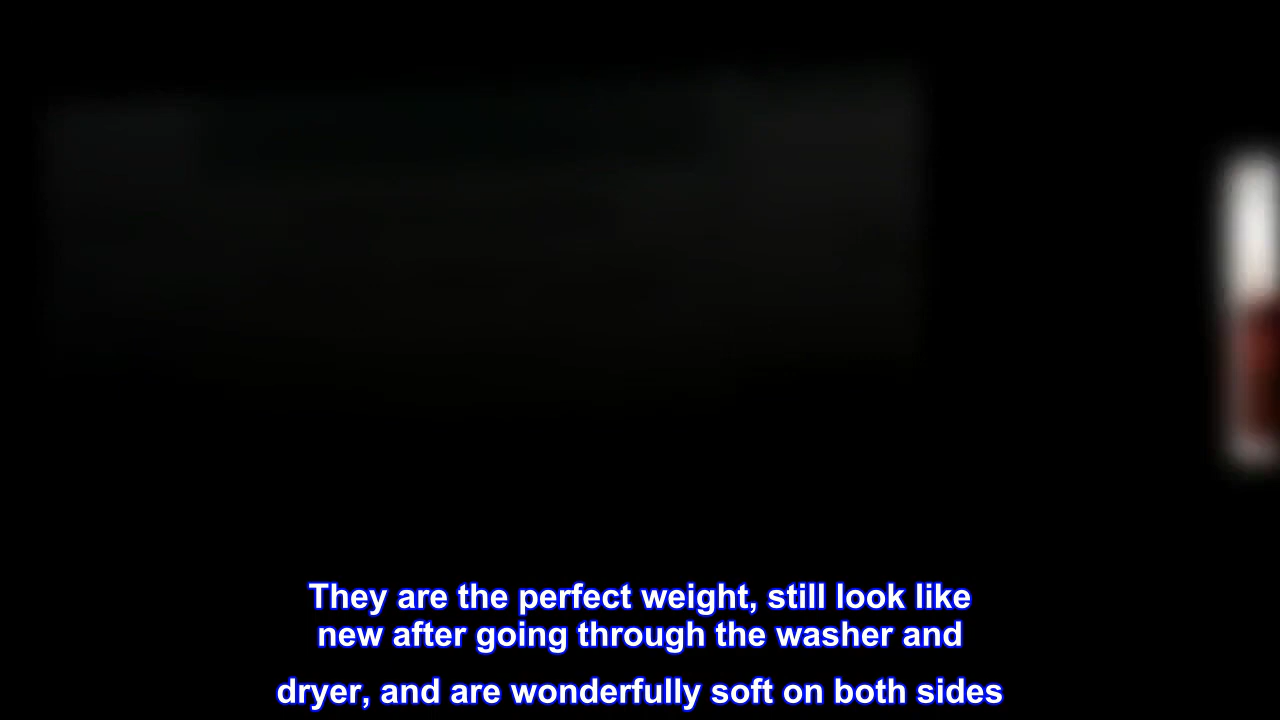 They are the perfect weight, still look like
new after going through the washer and
dryer, and are wonderfully soft on both sides